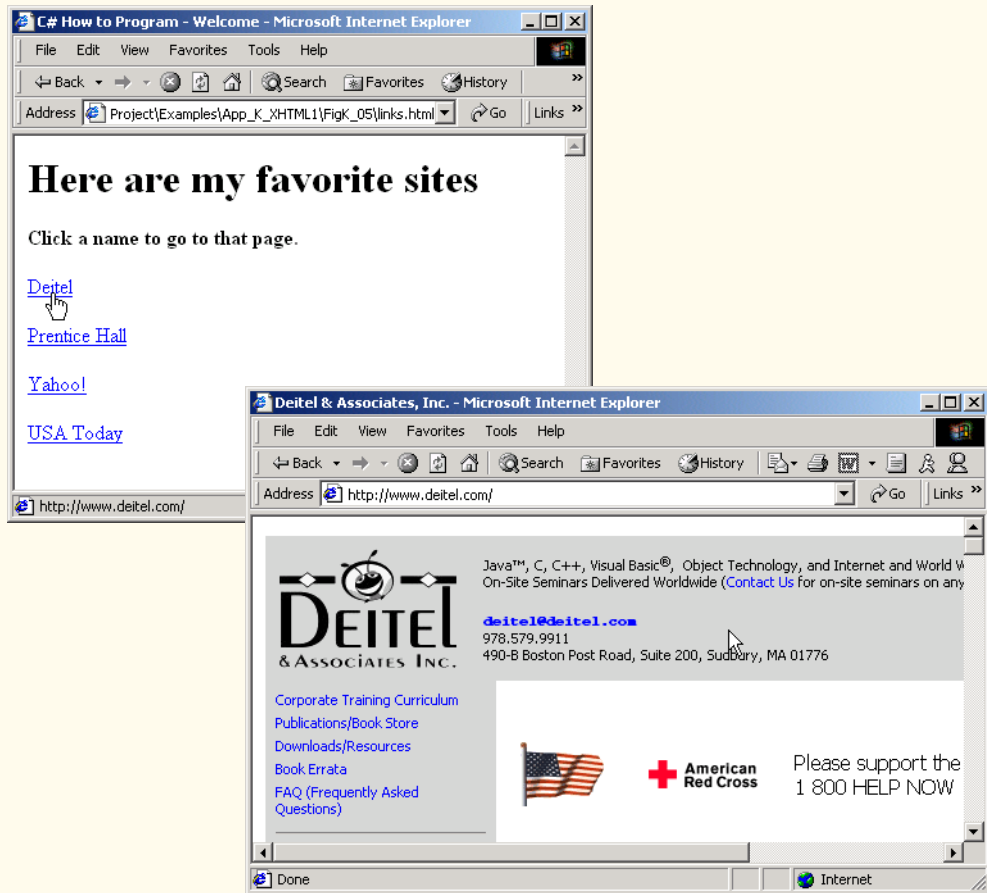 C# How to Program - Welcome - Microsoft Internet Explorer
File Edit View Favorites Tools Help
Back Search Favorites History »
Address Project\Examples\App_K_XHTML1\FigK_05\links.html Go Links »
Here are my favorite sites
Click a name to go to that page.
Deitel
Prentice Hall
Yahoo!
USA Today
http://www.deitel.com/
Deitel & Associates, Inc. - Microsoft Internet Explorer
File Edit View Favorites Tools Help
Back Search Favorites History
Address http://www.deitel.com/ Go Links »
DEITEL
& ASSOCIATES INC.
Java™, C, C++, Visual Basic®, Object Technology, and Internet and World W
On-Site Seminars Delivered Worldwide (Contact Us for on-site seminars on any
deitel@deitel.com
978.579.9911
490-B Boston Post Road, Suite 200, Sudbury, MA 01776
Corporate Training Curriculum
Publications/Book Store
Downloads/Resources
Book Errata
FAQ (Frequently Asked
Questions)
American
Red Cross
Please support the
1 800 HELP NOW
Done Internet